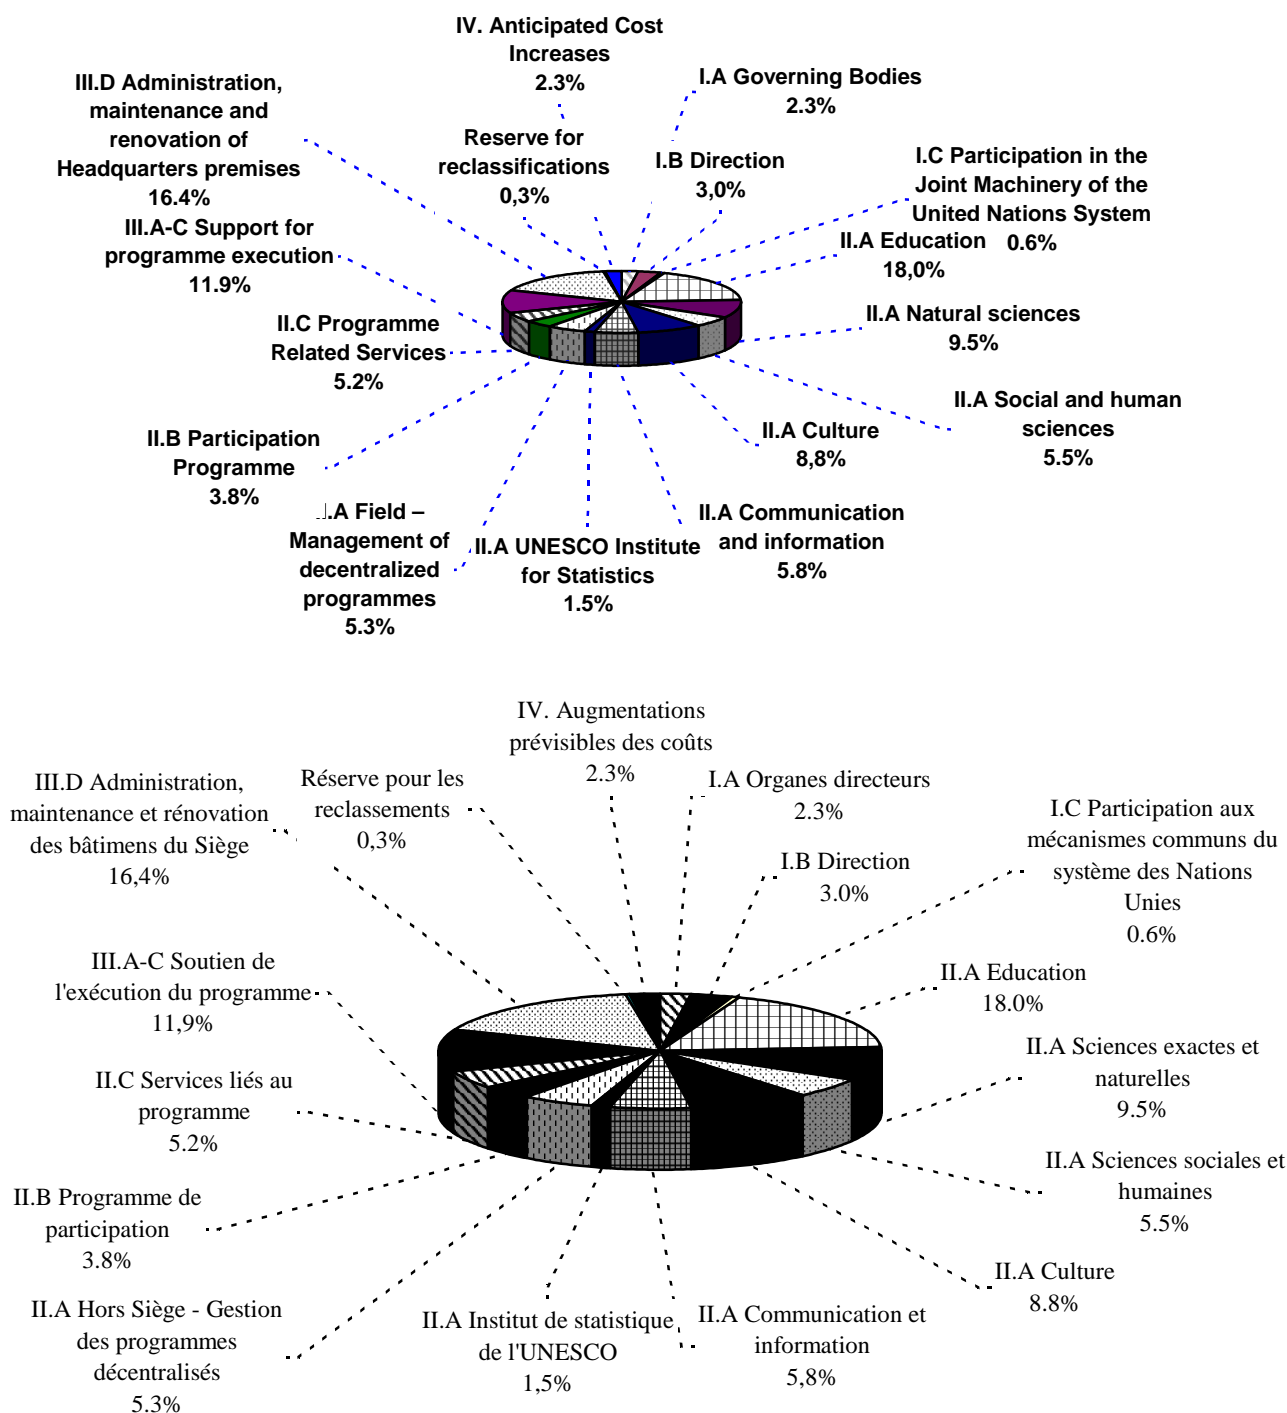 IV. Anticipated Cost
Increases
2.3%
I.A Governing Bodies
2.3%
III.D Administration,
maintenance and
renovation of
Headquarters premises
16.4%
Reserve for
reclassifications
0,3%
I.B Direction
3,0%
I.C Participation in the
Joint Machinery of the
United Nations System
0.6%
III.A-C Support for
programme execution
11.9%
II.A Education
18,0%
II.C Programme
Related Services
5.2%
II.A Natural sciences
9.5%
II.A Social and human
sciences
5.5%
II.B Participation
Programme
3.8%
II.A Culture
8,8%
.A Field –
Management of
decentralized
programmes
5.3%
II.A UNESCO Institute
for Statistics
1.5%
II.A Communication
and information
5.8%
IV. Augmentations
prévisibles des coûts
2.3%
III.D Administration,
maintenance et rénovation
des bâtimens du Siège
16,4%
Réserve pour les
reclassements
0,3%
I.A Organes directeurs
2.3%
I.B Direction
3.0%
I.C Participation aux
mécanismes communs du
système des Nations
Unies
0.6%
III.A-C Soutien de
l'exécution du programme
11,9%
II.A Education
18.0%
II.C Services liés au
programme
5.2%
II.A Sciences exactes et
naturelles
9.5%
II.B Programme de
participation
3.8%
II.A Sciences sociales et
humaines
5.5%
II.A Hors Siège - Gestion
des programmes
décentralisés
5.3%
II.A Institut de statistique
de l'UNESCO
1,5%
II.A Communication et
information
5,8%
II.A Culture
8.8%